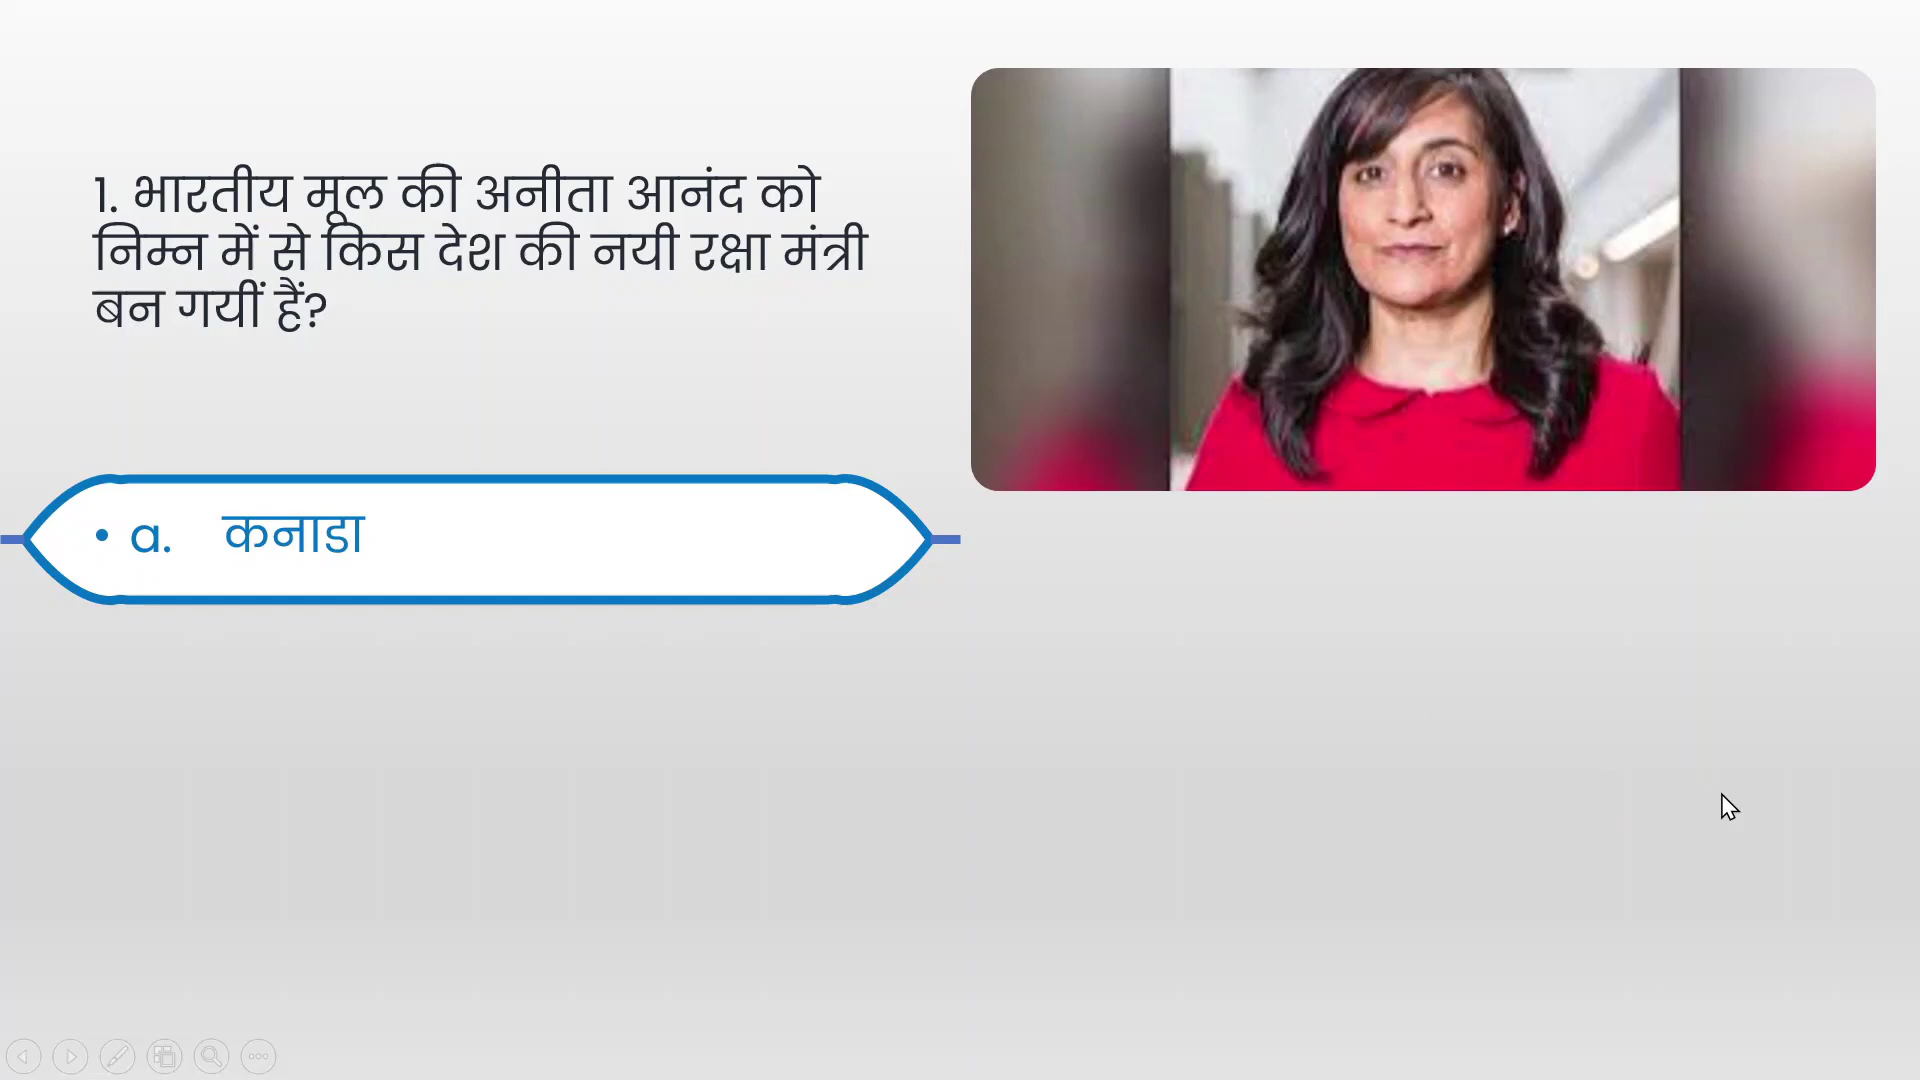 1. भारतीय मूल की अनीता आनंद को
निम्न में से किस देश की नयी रक्षा मंत्री
बन गयीं हैं?
• a. कनाडा